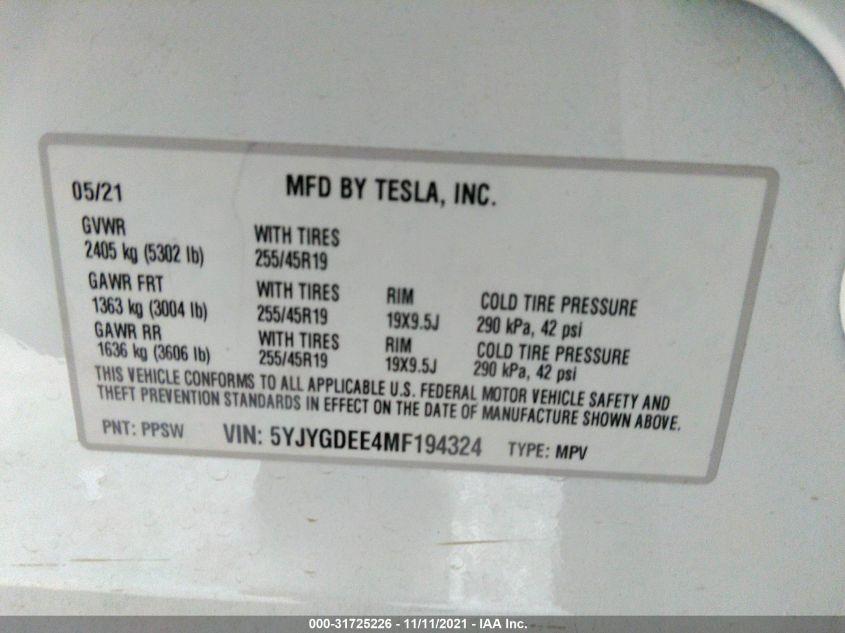 05/21 MFD BY TESLA, INC.
GVWR
2405 kg (5302 lb) WITH TIRES
255/45R19
GAWR FRT
1363 kg (3004 lb) WITH TIRES
255/45R19 RIM
19X9.5J COLD TIRE PRESSURE
290 kPa, 42 psi
GAWR RR
1636 kg (3606 lb) WITH TIRES
255/45R19 RIM
19X9.5J COLD TIRE PRESSURE
290 kPa, 42 psi
THIS VEHICLE CONFORMS TO ALL APPLICABLE U.S. FEDERAL MOTOR VEHICLE SAFETY AND
THEFT PREVENTION STANDARDS IN EFFECT ON THE DATE OF MANUFACTURE SHOWN ABOVE.
PNT: PPSW VIN: 5YJYGDEE4MF194324 TYPE: MPV
000-31725226 - 11/11/2021 - IAA Inc.